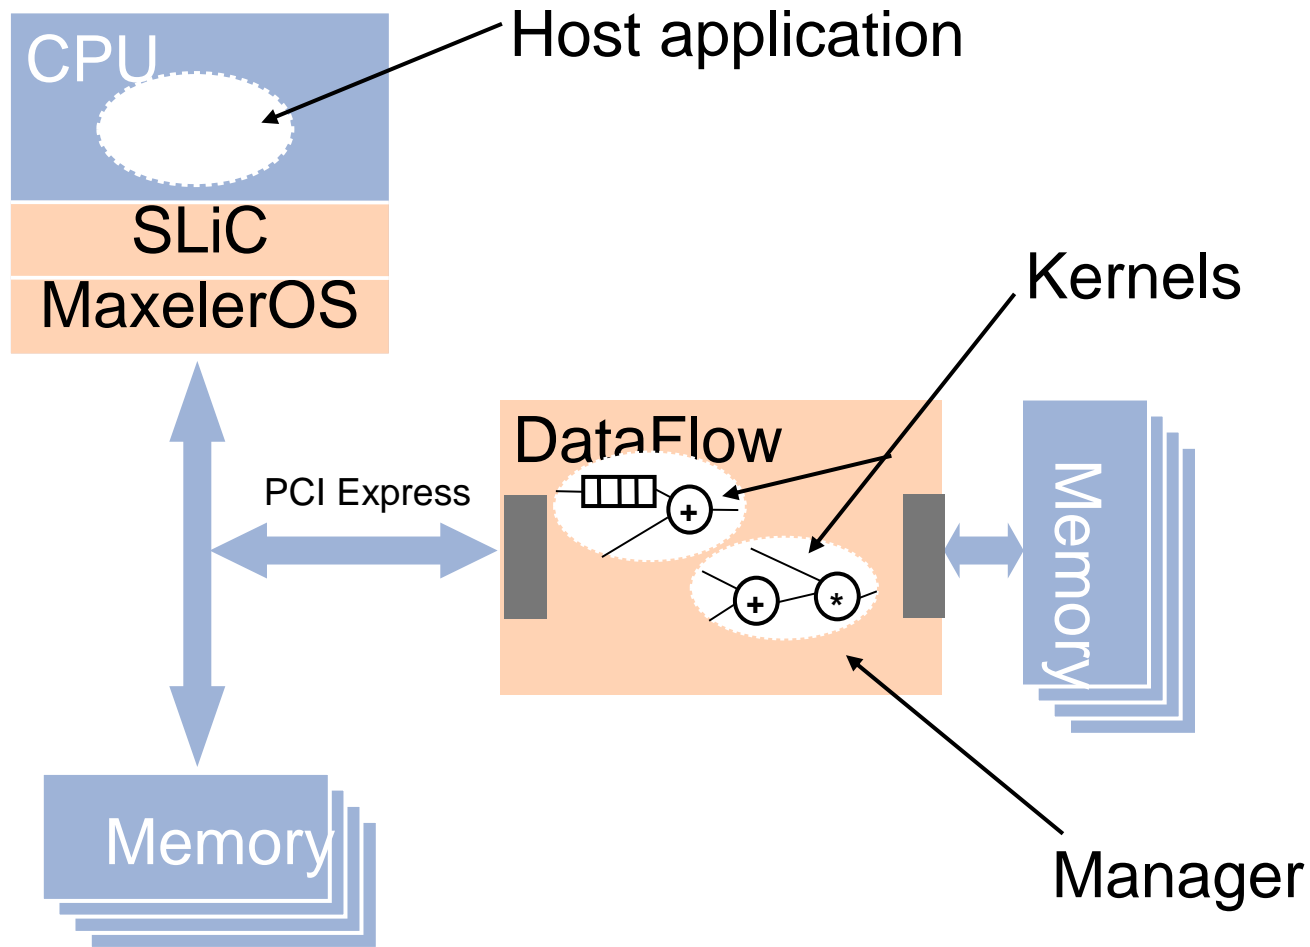 Host application
CPU
SLiC
MaxelerOS
Kernels
DataFlow
PCI Express
+
+
*
Memory
Memory
Manager